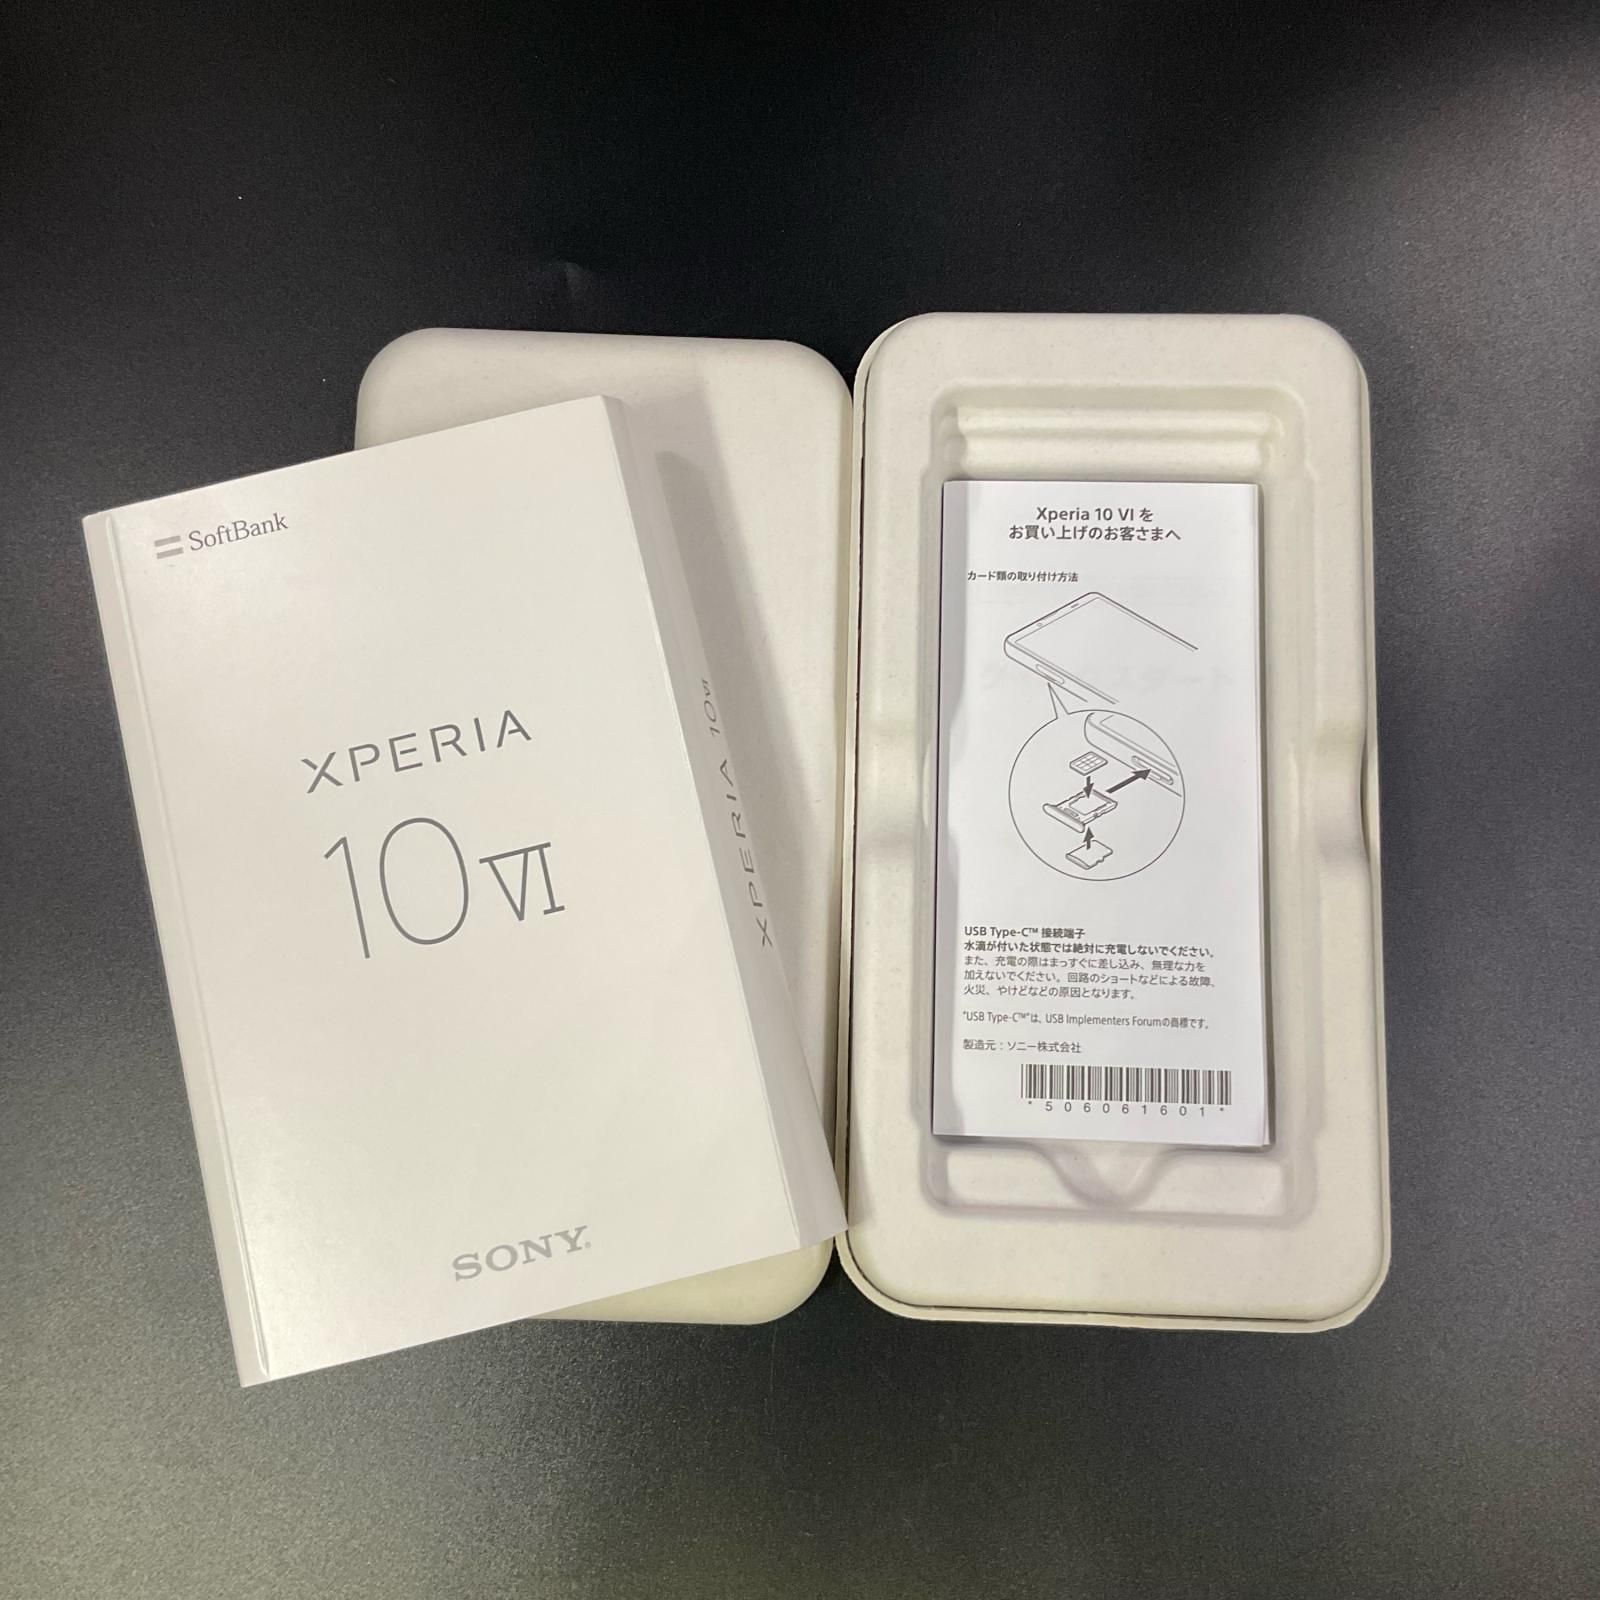 SoftBank
XPERIA
10 VI
SONY
XPERIA 10 VI
Xperia 10 VI を
お買い上げのお客さまへ
カード類の取り付け方法
USB Type-C™ 接続端子
水滴が付いた状態では絶対に充電しないでください。
また、充電の際はまっすぐに差し込み、無理な力を
加えないでください。回路のショートなどによる故障、
火災、やけどなどの原因となります。
"USB Type-C™"は、USB Implementers Forumの商標です。
製造元：ソニー株式会社
*506061601*